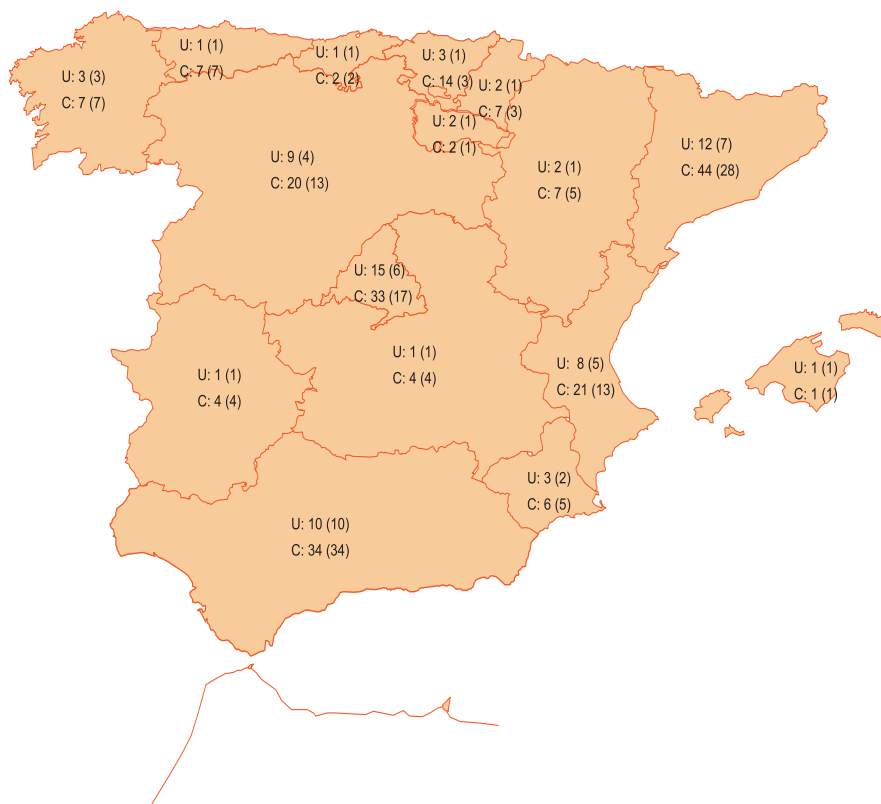 U: 1 (1)
C: 7 (7)
U: 1 (1)
C: 2 (2)
U: 3 (1)
C: 14 (3)
U: 3 (3)
C: 7 (7)
U: 2 (1)
C: 7 (3)
U: 2 (1)
C: 2 (1)
U: 12 (7)
C: 44 (28)
U: 9 (4)
C: 20 (13)
U: 2 (1)
C: 7 (5)
U: 15 (6)
C: 33 (17)
U: 1 (1)
C: 4 (4)
U: 8 (5)
C: 21 (13)
U: 1 (1)
C: 1 (1)
U: 1 (1)
C: 4 (4)
U: 3 (2)
C: 6 (5)
U: 10 (10)
C: 34 (34)